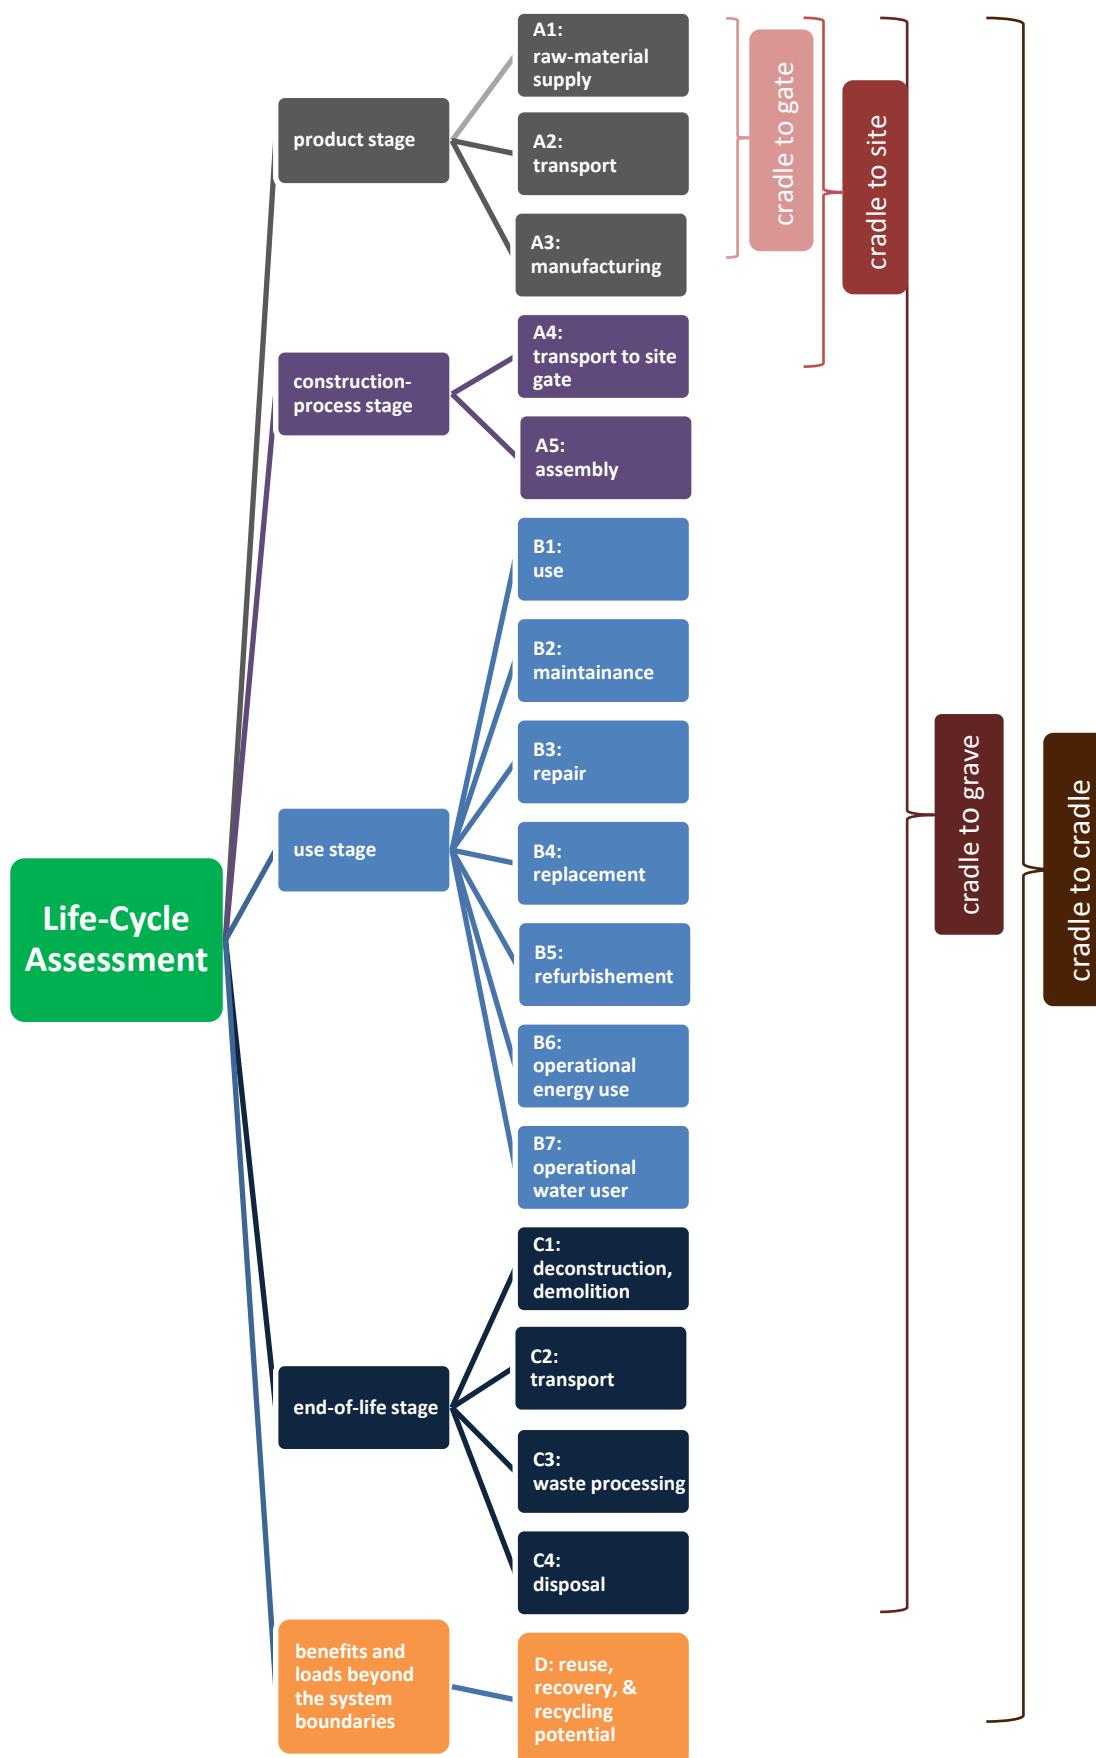 Life-Cycle
Assessment
product stage
A1:
raw-material
supply
A2:
transport
A3:
manufacturing
construction-
process stage
A4:
transport to site
gate
A5:
assembly
use stage
B1:
use
B2:
maintainance
B3:
repair
B4:
replacement
B5:
refurbishement
B6:
operational
energy use
B7:
operational
water user
end-of-life stage
C1:
deconstruction,
demolition
C2:
transport
C3:
waste processing
C4:
disposal
benefits and
loads beyond
the system
boundaries
D: reuse,
recovery, &
recycling
potential
cradle to gate
cradle to site
cradle to grave
cradle to cradle